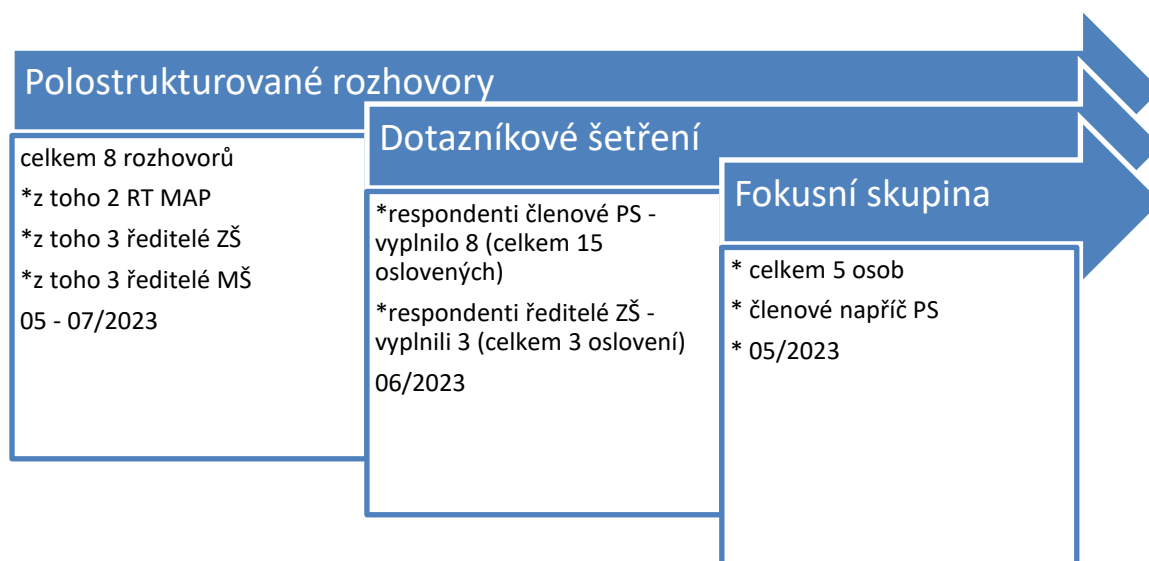 Polostrukturované rozhovory
celkem 8 rozhovorů
*z toho 2 RT MAP
*z toho 3 ředitelé ZŠ
*z toho 3 ředitelé MŠ
05 - 07/2023
Dotazníkové šetření
*respondenti členové PS -
vyplnilo 8 (celkem 15
oslovených)
*respondenti ředitelé ZŠ -
vyplnili 3 (celkem 3 oslovení)
06/2023
Fokusní skupina
* celkem 5 osob
* členové napříč PS
* 05/2023